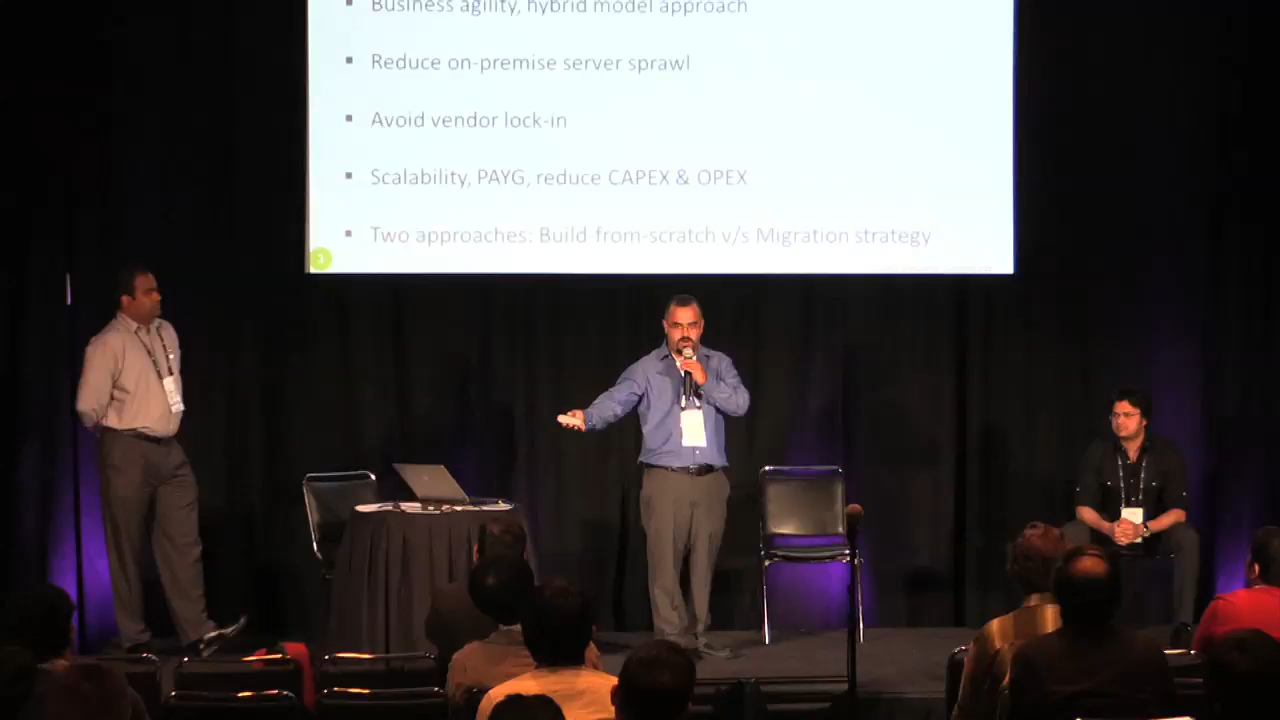 Business agility, hybrid model approach
Reduce on-premise server sprawl
Avoid vendor lock-in
Scalability, PAYG, reduce CAPEX & OPEX
Two approaches: Build from-scratch v/s Migration strategy
3